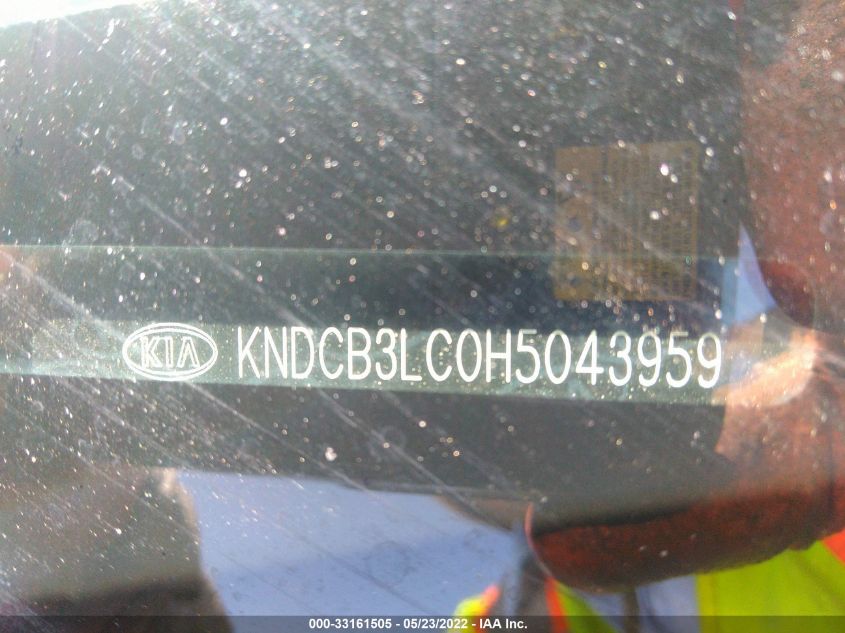 KIA KNDCB3LC0H5043959
000-33161505 - 05/23/2022 - IAA Inc.